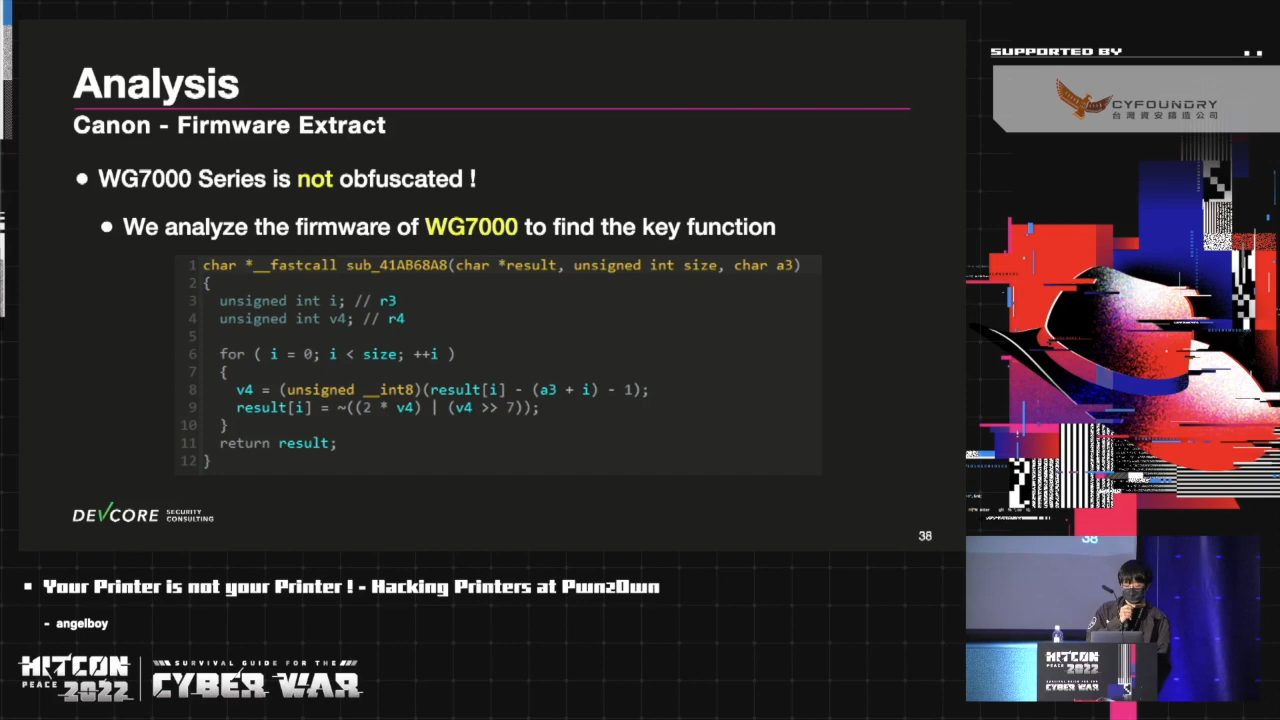 Analysis
Canon - Firmware Extract
● WG7000 Series is not obfuscated !
● We analyze the firmware of WG7000 to find the key function
1 char *__fastcall sub_41AB68A8(char *result, unsigned int size, char a3)
2 {
3 unsigned int i; // r3
4 unsigned int v4; // r4
5
6 for ( i = 0; i < size; ++i )
7 {
8 v4 = (unsigned __int8)(result[i] - (a3 + i) - 1);
9 result[i] = ~((2 * v4) | (v4 >> 7));
10 }
11 return result;
12 }
DEVCORE SECURITY CONSULTING
38
SUPPORTED BY
CYFOUNDRY
台灣資安鑄造公司
38
HITCON
PEACE 2022
CYBER WAR
▪ Your Printer is not your Printer ! - Hacking Printers at Pwn2Own
- angelboy
HITCON
PEACE 2022
SURVIVAL GUIDE FOR THE
CYBER WAR